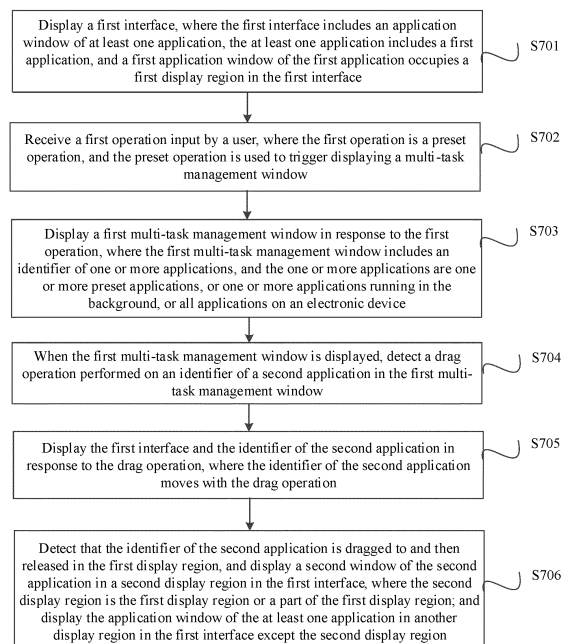 Display a first interface, where the first interface includes an application
window of at least one application, the at least one application includes a first
application, and a first application window of the first application occupies a
first display region in the first interface
S701
Receive a first operation input by a user, where the first operation is a preset
operation, and the preset operation is used to trigger displaying a multi-task
management window
S702
Display a first multi-task management window in response to the first
operation, where the first multi-task management window includes an
identifier of one or more applications, and the one or more applications are one
or more preset applications, or one or more applications running in the
background, or all applications on an electronic device
S703
When the first multi-task management window is displayed, detect a drag
operation performed on an identifier of a second application in the first multi-
task management window
S704
Display the first interface and the identifier of the second application in
response to the drag operation, where the identifier of the second application
moves with the drag operation
S705
Detect that the identifier of the second application is dragged to and then
released in the first display region, and display a second window of the second
application in a second display region in the first interface, where the second
display region is the first display region or a part of the first display region; and
display the application window of the at least one application in another
display region in the first interface except the second display region
S706